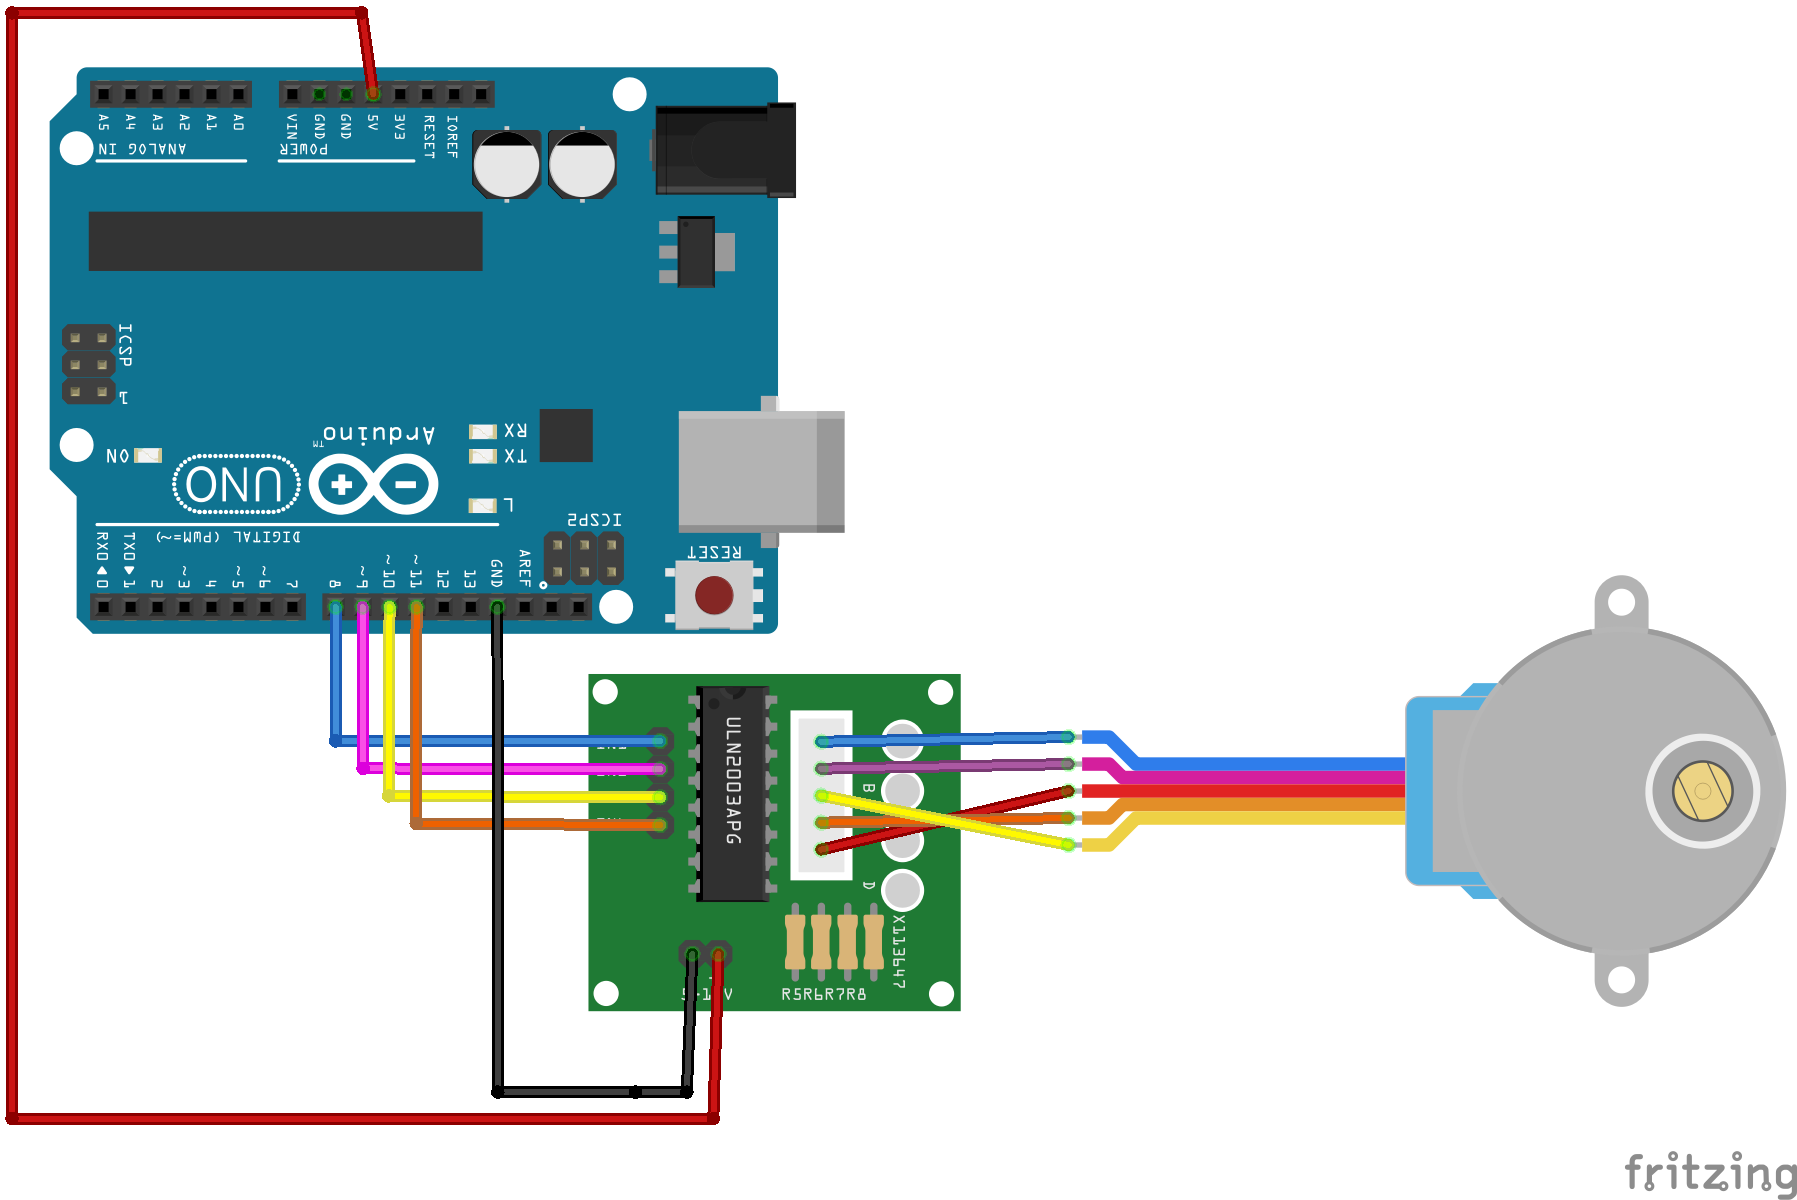 A5 A4 A3 A2 A1 A0
VIN GND GND 5V 3V3 RESET IOREF
ANALOG IN
POWER
ICSP
1
ON
Arduino
TM
UNO
RX
TX
L
ICSP2
DIGITAL (PWM=~)
RESET
RX0◀0 TX0▶1 2 ~3 4 ~5 ~6 7 8 ~9 ~10 ~11 12 13 GND AREF
ULN2003APG
B
D
X113647
R5R6R7R8
fritzing